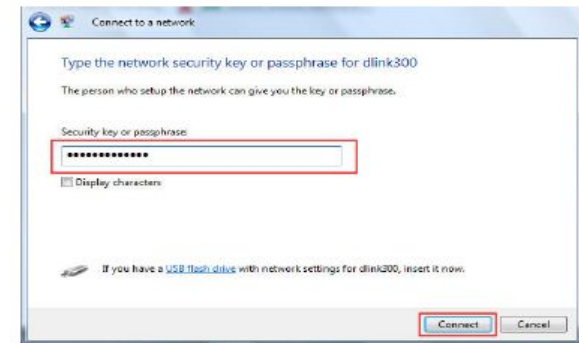 Connect to a network
Type the network security key or passphrase for dlink300
The person who setup the network can give you the key or passphrase.
Security key or passphrase:
•••••••••••••
Display characters
If you have a USB flash drive with network settings for dlink300, insert it now.
Connect Cancel